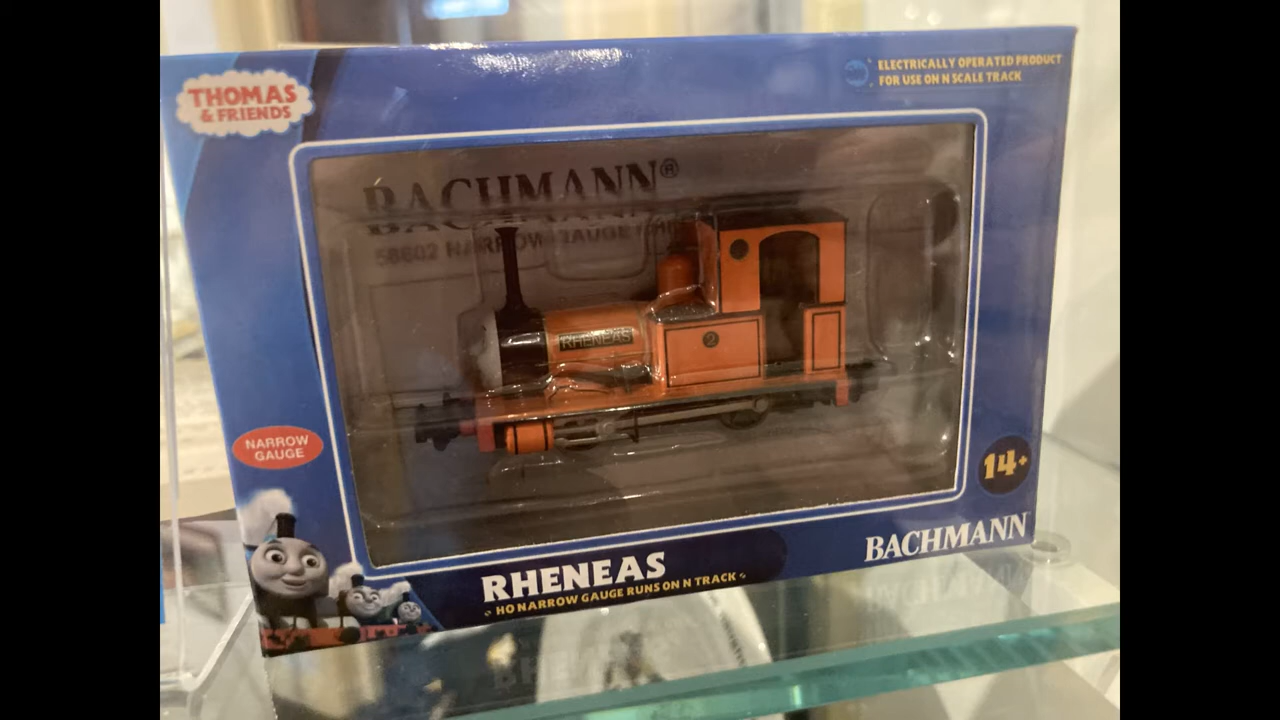 THOMAS
& FRIENDS
ELECTRICALLY OPERATED PRODUCT
FOR USE ON N SCALE TRACK
BACHMANN®
58602 NARROW GAUGE
RHENEAS
2
NARROW
GAUGE
14+
BACHMANN
RHENEAS
HO NARROW GAUGE RUNS ON N TRACK